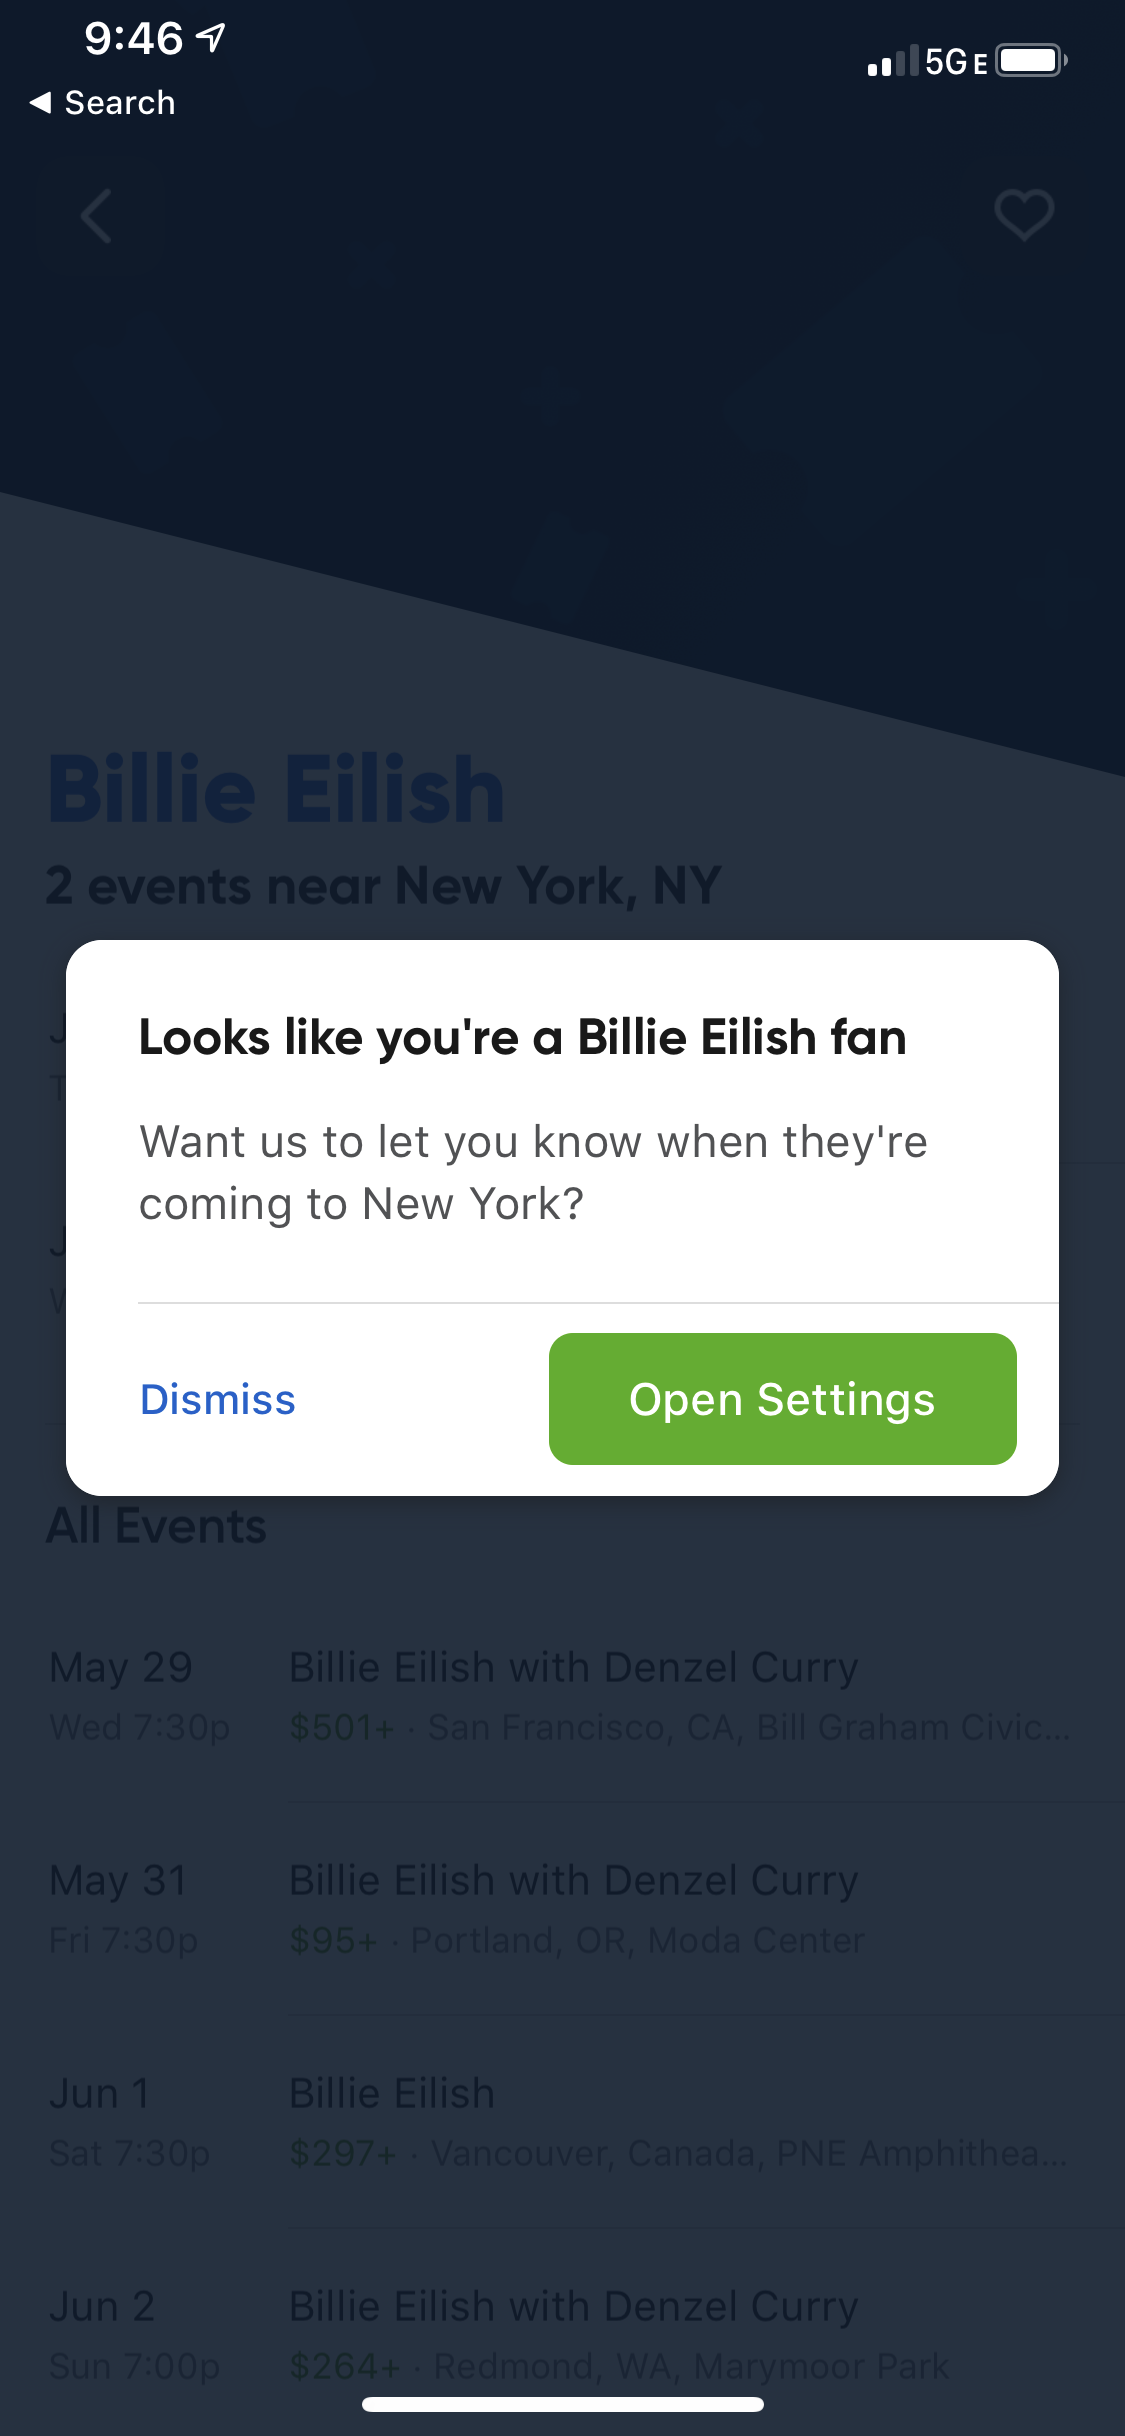 9:46
5G E
◀ Search
Billie Eilish
2 events near New York, NY
Looks like you're a Billie Eilish fan
Want us to let you know when they're
coming to New York?
Dismiss
Open Settings
All Events
May 29
Billie Eilish with Denzel Curry
Wed 7:30p
$501+ · San Francisco, CA, Bill Graham Civic...
May 31
Billie Eilish with Denzel Curry
Fri 7:30p
$95+ · Portland, OR, Moda Center
Jun 1
Billie Eilish
Sat 7:30p
$297+ · Vancouver, Canada, PNE Amphithea...
Jun 2
Billie Eilish with Denzel Curry
Sun 7:00p
$264+ · Redmond, WA, Marymoor Park